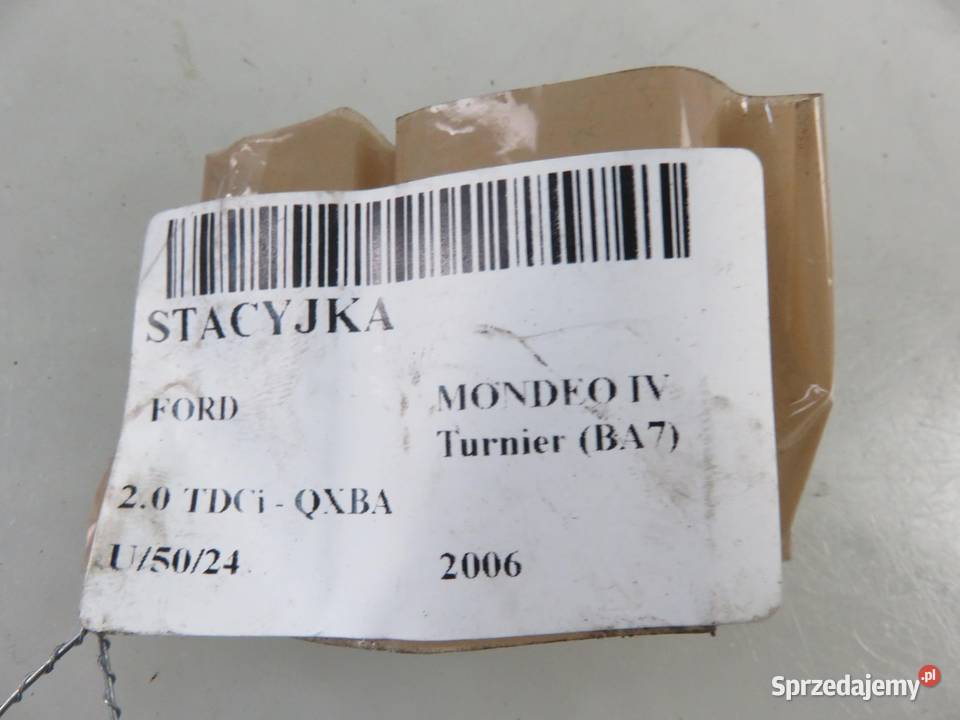 STACYJKA
FORD
MONDEO IV
Turnier (BA7)
2.0 TDCi - QXBA
U/50/24
2006
Sprzedajemy.pl